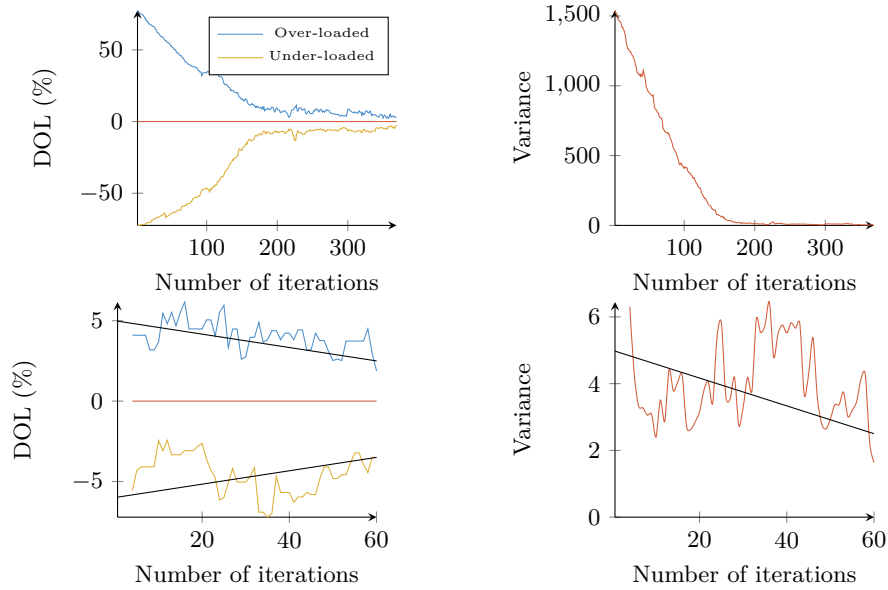 Over-loaded
Under-loaded
DOL (%)
50
0
−50
100 200 300
Number of iterations
Variance
1,500
1,000
500
0
100 200 300
Number of iterations
DOL (%)
5
0
−5
20 40 60
Number of iterations
Variance
6
4
2
0
20 40 60
Number of iterations